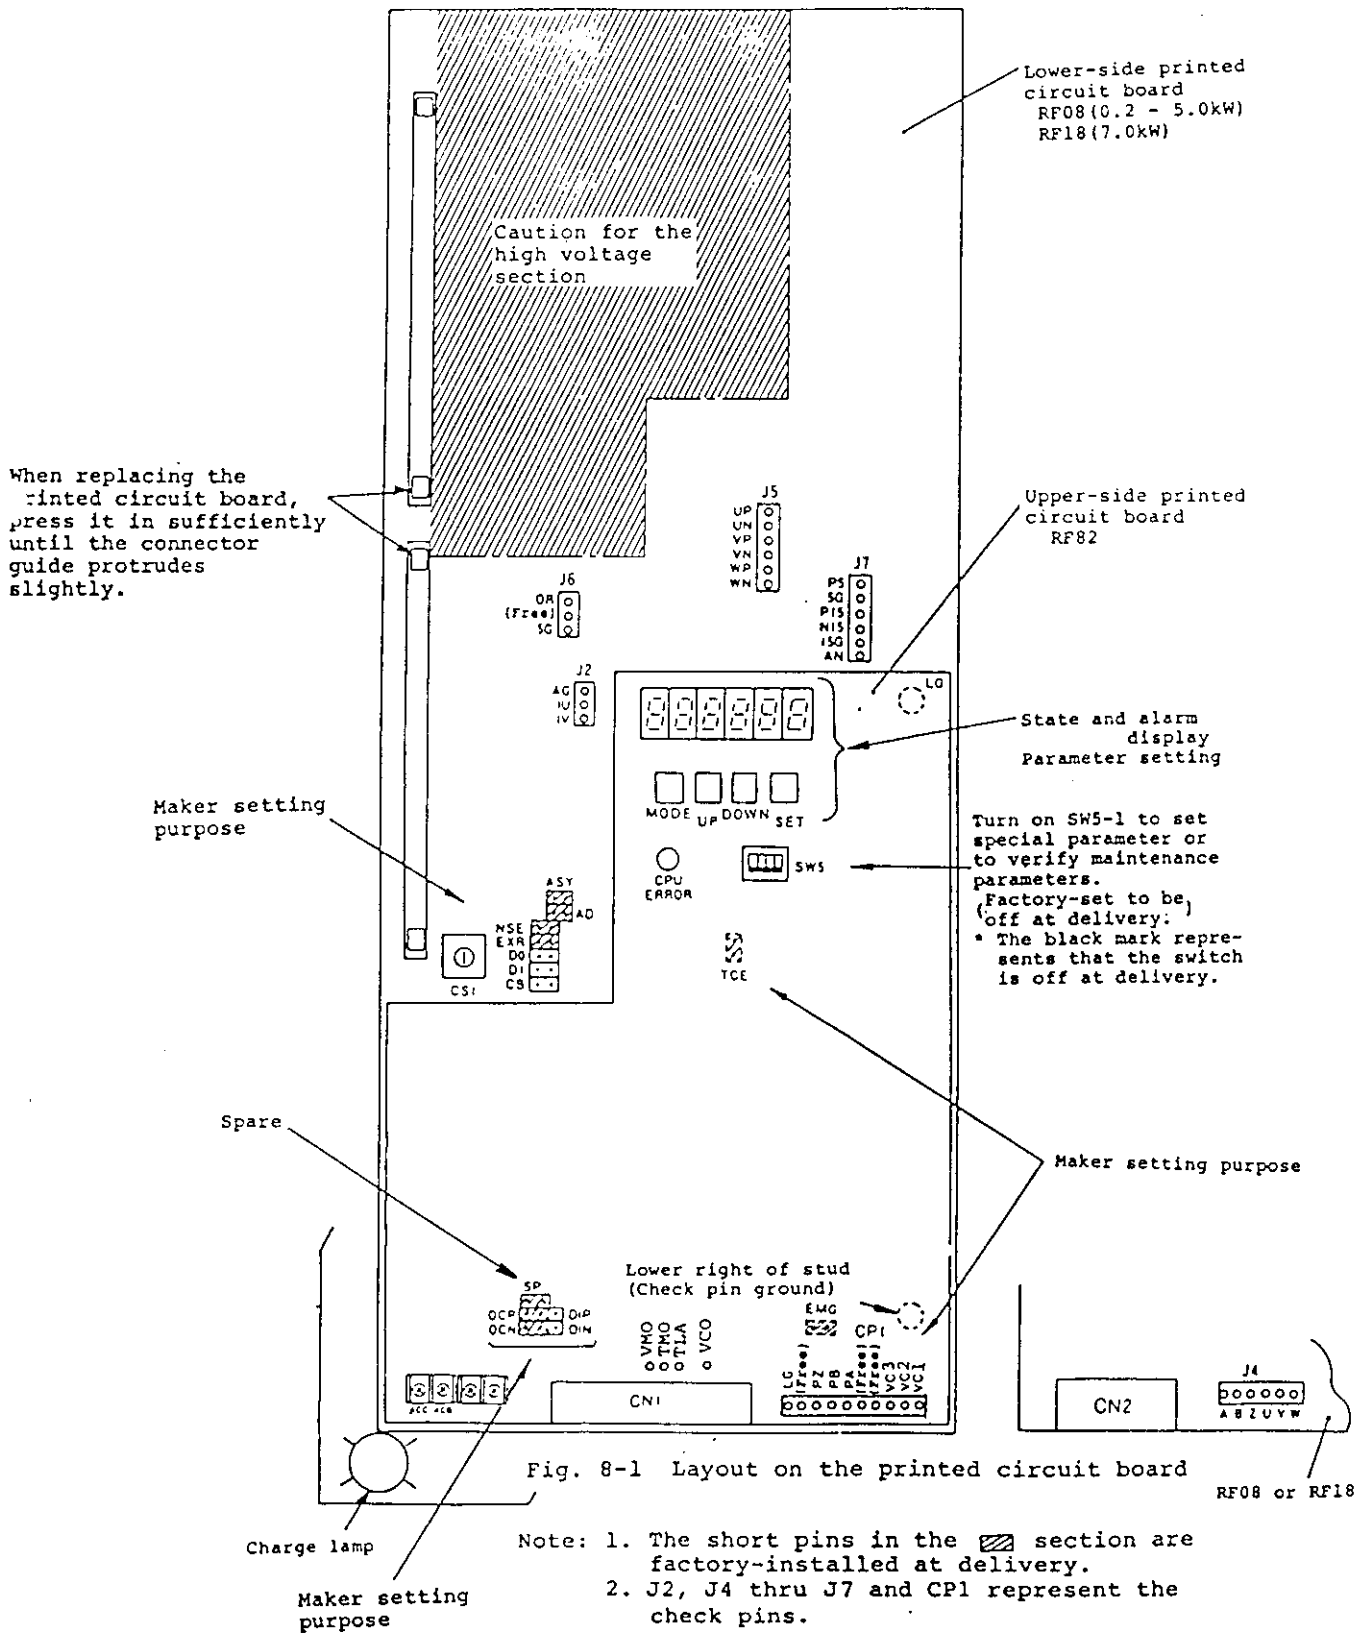 Lower-side printed
circuit board
RF08(0.2 - 5.0kW)
RF18(7.0kW)
Caution for the
high voltage
section
When replacing the
rinted circuit board,
press it in sufficiently
until the connector
guide protrudes
slightly.
J5
UP
UN
VP
VN
WP
WN
Upper-side printed
circuit board
RF82
J7
PS
SG
P15
N15
ISG
AN
J6
OR
(Free)
SG
J2
AG
IU
IV
LG
State and alarm
display
Parameter setting
MODE UP DOWN SET
Maker setting
purpose
CPU
ERROR
SW5
Turn on SW5-1 to set
special parameter or
to verify maintenance
parameters.
(Factory-set to be
off at delivery.)
* The black mark repre-
sents that the switch
is off at delivery.
ASY
AD
NSE
EXR
D0
D1
CS
CS1
TCE
Spare
Maker setting purpose
Lower right of stud
(Check pin ground)
SP
OCP DIP
OCN DIN
VMO
TMO
TLA
VCO
EMG
CP1
LG
(Free)
PZ
PB
PA
(Free)
(Free)
VC3
VC2
VC1
ACC
CN1
CN2
J4
A B Z U V W
Fig. 8-1 Layout on the printed circuit board
RF08 or RF18
Charge lamp
Maker setting
purpose
Note: 1. The short pins in the section are
factory-installed at delivery.
2. J2, J4 thru J7 and CP1 represent the
check pins.